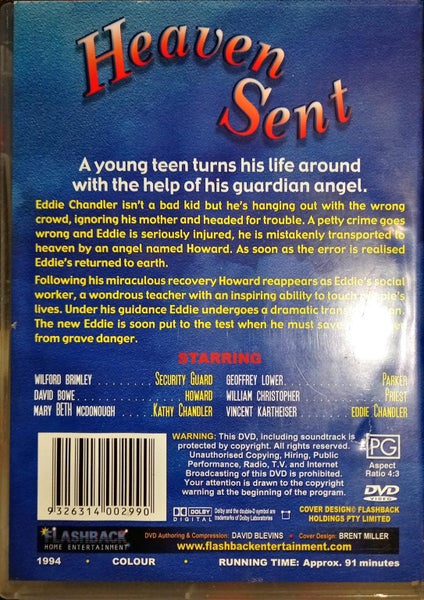 Heaven
Sent
A young teen turns his life around
with the help of his guardian angel.
Eddie Chandler isn't a bad kid but he's hanging out with the wrong
crowd, ignoring his mother and headed for trouble. A petty crime goes
wrong and Eddie is seriously injured, he is mistakenly transported to
heaven by an angel named Howard. As soon as the error is realised
Eddie's returned to earth.
Following his miraculous recovery Howard reappears as Eddie's social
worker, a wondrous teacher with an inspiring ability to touch people's
lives. Under his guidance Eddie undergoes a dramatic
The new Eddie is soon put to the test when he must save
from grave danger.
STARRING
WILFORD BRIMLEY . . . . . . . . SECURITY GUARD
DAVID BOWE . . . . . . . . . . . . . HOWARD
MARY BETH MCDONOUGH . . . . KATHY CHANDLER
GEOFFREY LOWER . . . . . . . . . . . . PARKER
WILLIAM CHRISTOPHER . . . . . . . . PRIEST
VINCENT KARTHEISER . . . . . EDDIE CHANDLER
9 326314 002990
WARNING: This DVD, including soundtrack is
protected by copyright. All rights reserved.
Unauthorised Copying, Hiring, Public
Performance, Radio, T.V. and Internet
Broadcasting of this DVD is prohibited.
Your attention is drawn to the copyright
warning at the beginning of the program.
PG
Aspect
Ratio 4:3
DVD
VIDEO
DOLBY
DIGITAL
Dolby and the double-D symbol are
trademarks of Dolby Laboratories
COVER DESIGN© FLASHBACK
HOLDINGS PTY LIMITED
FLASHBACK
HOME ENTERTAINMENT
DVD Authoring & Compression: DAVID BLEVINS • Cover Design: BRENT MILLER
www.flashbackentertainment.com
1994 • COLOUR • RUNNING TIME: Approx. 91 minutes